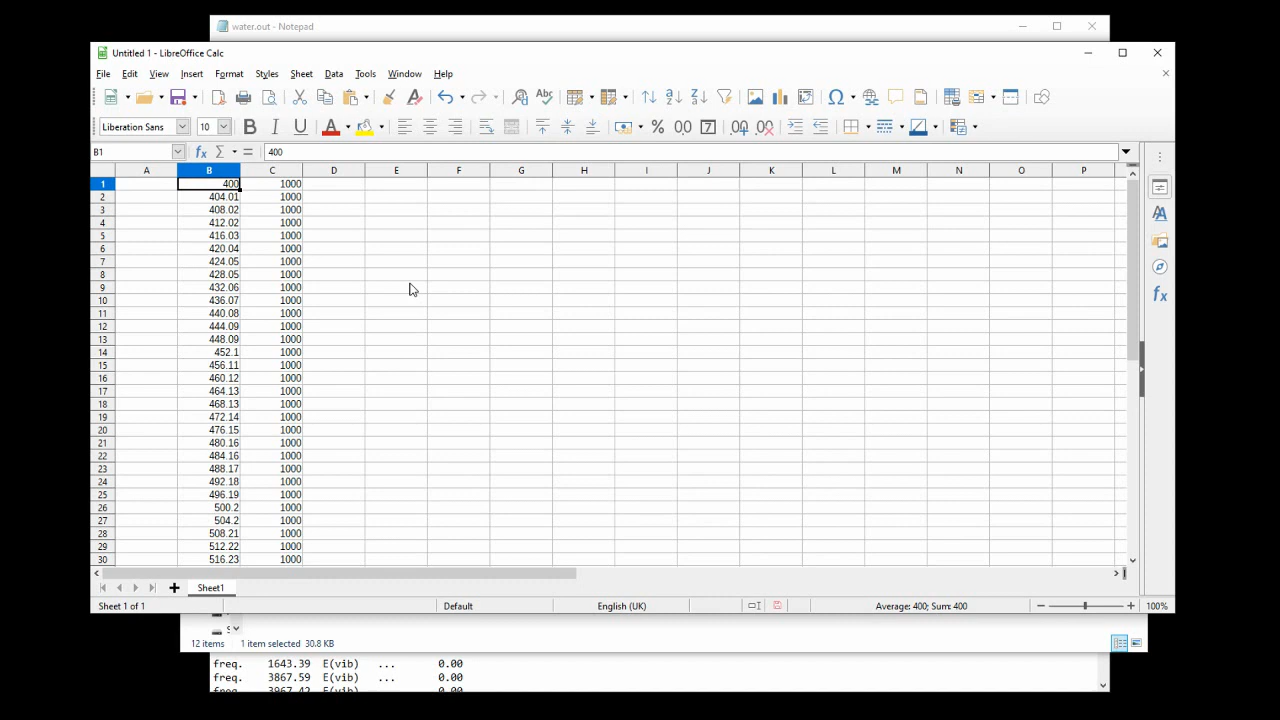 water.out - Notepad
Untitled 1 - LibreOffice Calc
File Edit View Insert Format Styles Sheet Data Tools Window Help
Liberation Sans 10
B1 400
A B C D E F G H I J K L M N O P
1 400 1000
2 404.01 1000
3 408.02 1000
4 412.02 1000
5 416.03 1000
6 420.04 1000
7 424.05 1000
8 428.05 1000
9 432.06 1000
10 436.07 1000
11 440.08 1000
12 444.09 1000
13 448.09 1000
14 452.1 1000
15 456.11 1000
16 460.12 1000
17 464.13 1000
18 468.13 1000
19 472.14 1000
20 476.15 1000
21 480.16 1000
22 484.16 1000
23 488.17 1000
24 492.18 1000
25 496.19 1000
26 500.2 1000
27 504.2 1000
28 508.21 1000
29 512.22 1000
30 516.23 1000
Sheet1
Sheet 1 of 1 Default English (UK) Average: 400; Sum: 400 100%
12 items 1 item selected 30.8 KB
freq. 1643.39 E(vib) ... 0.00
freq. 3867.59 E(vib) ... 0.00
freq. 3967.42 E(vib) ... 0.00